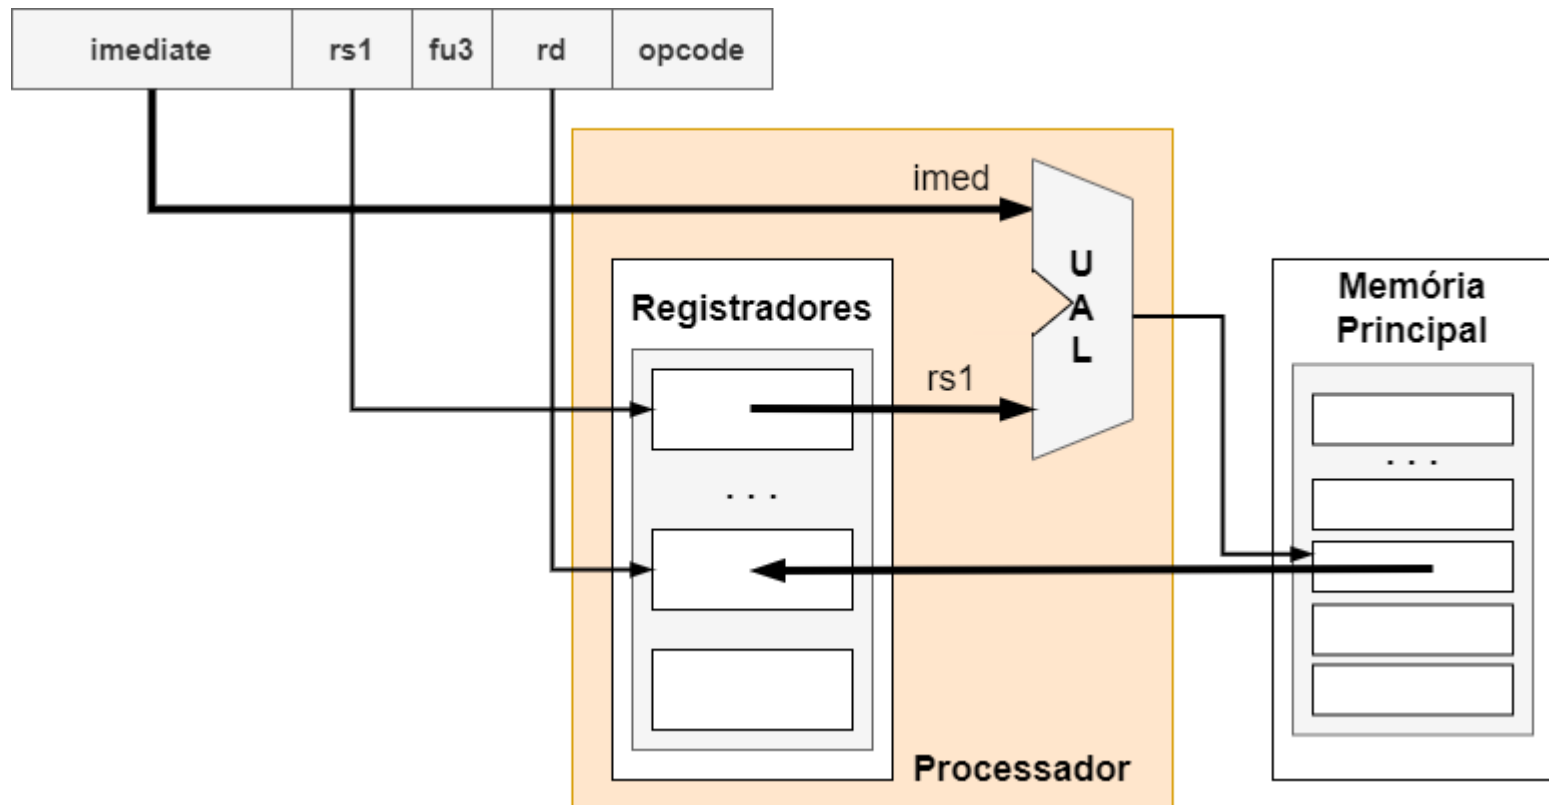 imediate rs1 fu3 rd opcode
imed
U
A
L
Registradores
Memória
Principal
rs1
. . .
. . .
Processador